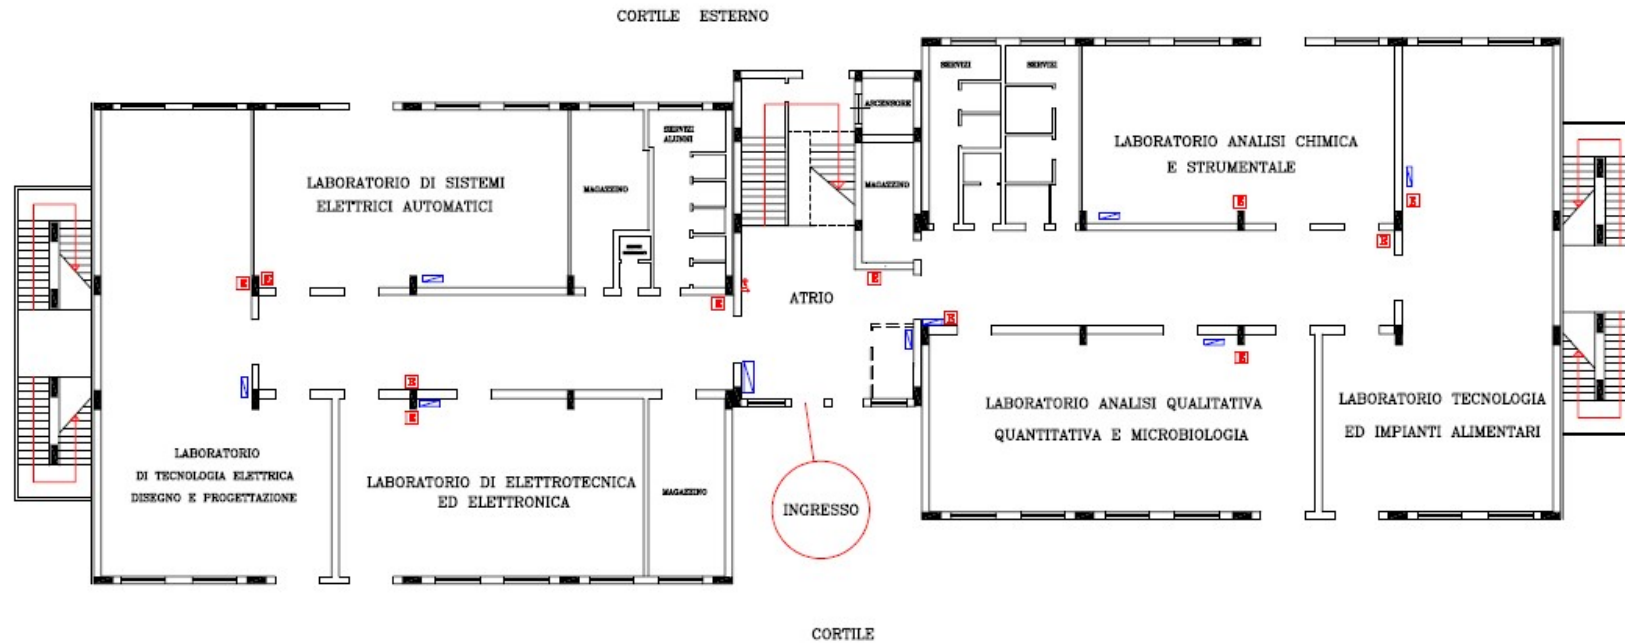 CORTILE ESTERNO
SERVIZI
SERVIZI
ASCENSORE
SERVIZI
ALUNNI
LABORATORIO ANALISI CHIMICA
E STRUMENTALE
LABORATORIO DI SISTEMI
ELETTRICI AUTOMATICI
MAGAZZINO
MAGAZZINO
E
E
E
E
E
E
E
ATRIO
E
E
E
E
E
LABORATORIO ANALISI QUALITATIVA
QUANTITATIVA E MICROBIOLOGIA
LABORATORIO TECNOLOGIA
ED IMPIANTI ALIMENTARI
LABORATORIO
DI TECNOLOGIA ELETTRICA
DISEGNO E PROGETTAZIONE
LABORATORIO DI ELETTROTECNICA
ED ELETTRONICA
MAGAZZINO
INGRESSO
CORTILE